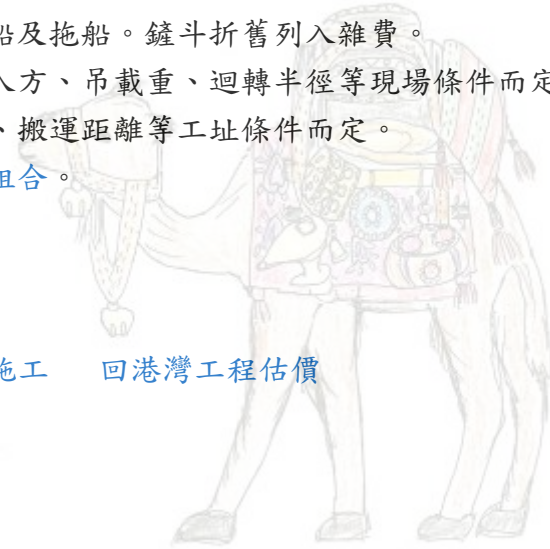 船及拖船。鏟斗折舊列入雜費。
入方、吊載重、迴轉半徑等現場條件而定
、搬運距離等工址條件而定。
組合。
施工 回港灣工程估價